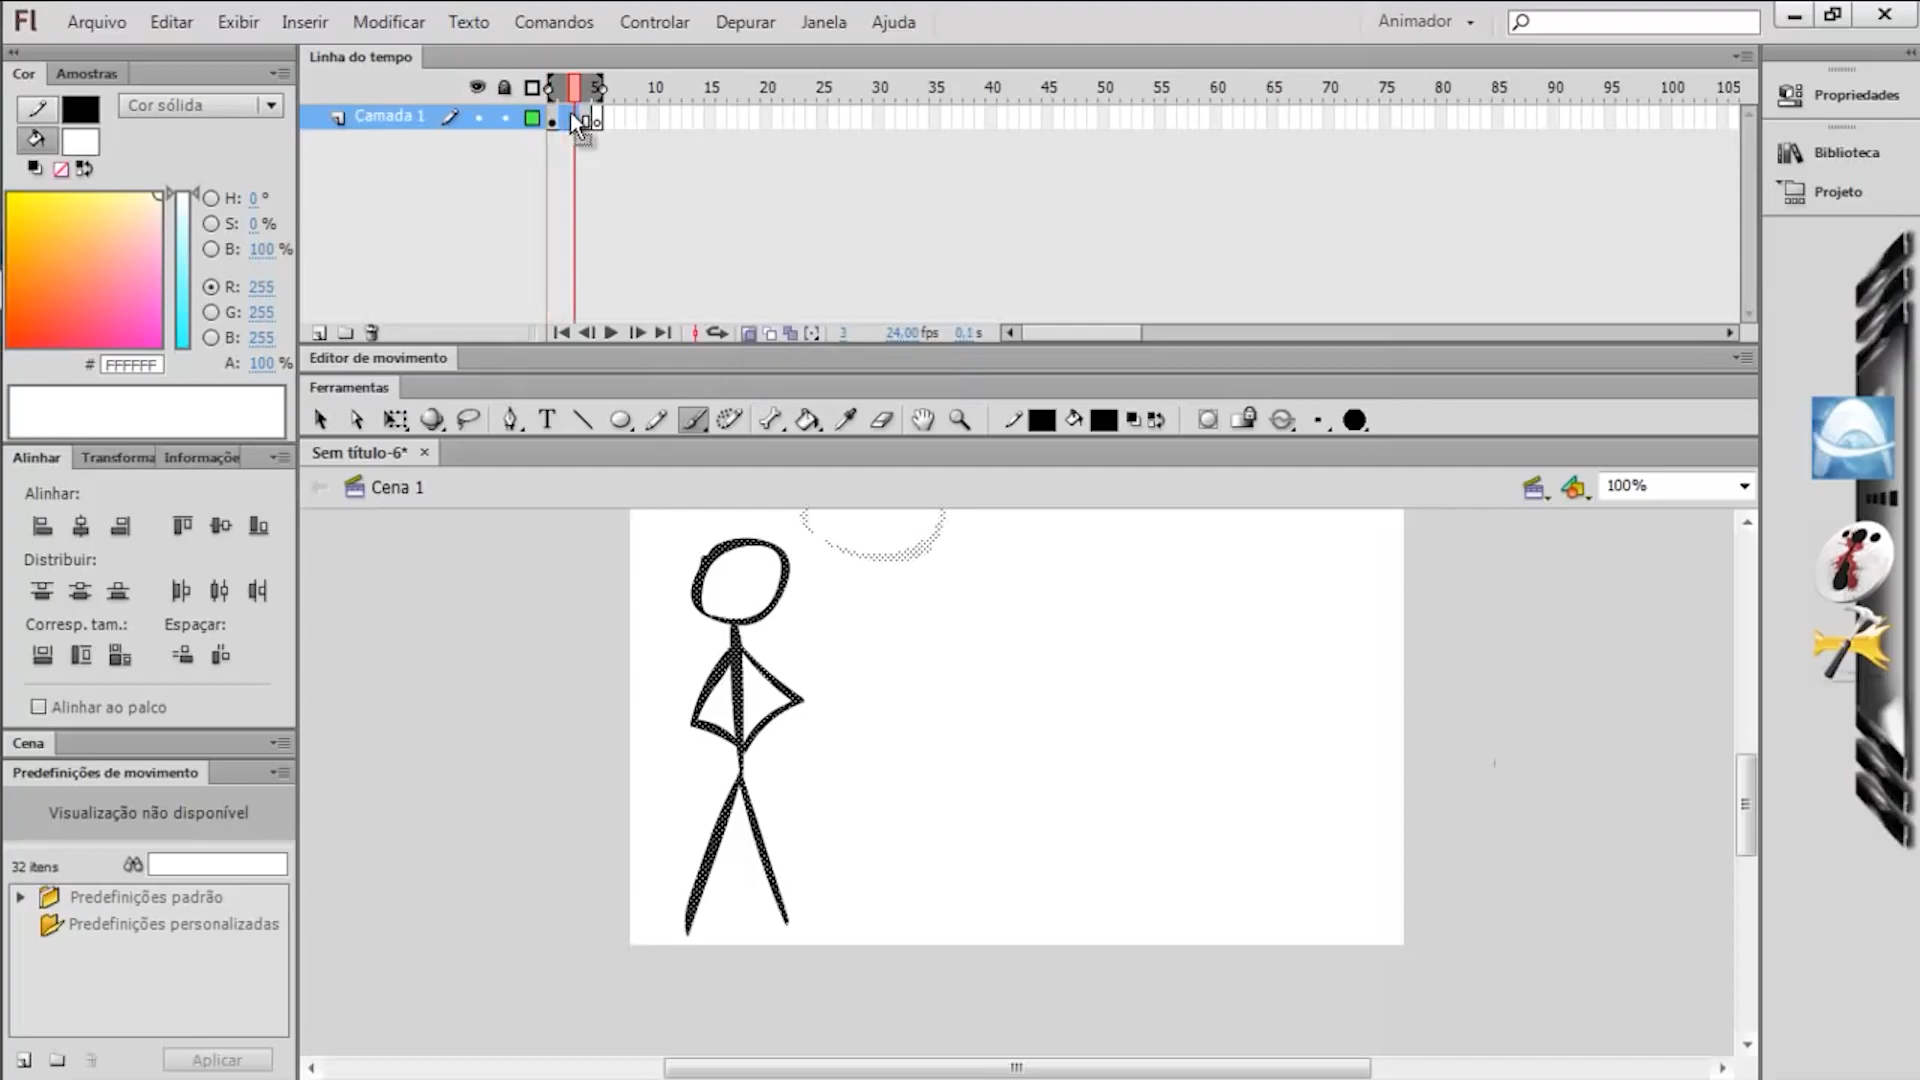 Fl Arquivo Editar Exibir Inserir Modificar Texto Comandos Controlar Depurar Janela Ajuda Animador
Cor Amostras
Cor sólida
H: 0 °
S: 0 %
B: 100 %
R: 255
G: 255
B: 255
# FFFFFF A: 100 %
Alinhar Transforma Informaçõe
Alinhar:
Distribuir:
Corresp. tam.: Espaçar:
Alinhar ao palco
Cena
Predefinições de movimento
Visualização não disponível
32 itens
Predefinições padrão
Predefinições personalizadas
Aplicar
Linha do tempo
5 10 15 20 25 30 35 40 45 50 55 60 65 70 75 80 85 90 95 100 105
Camada 1
3 24,00 fps 0,1 s
Editor de movimento
Ferramentas
T
Sem título-6* ×
Cena 1 100%
Propriedades
Biblioteca
Projeto